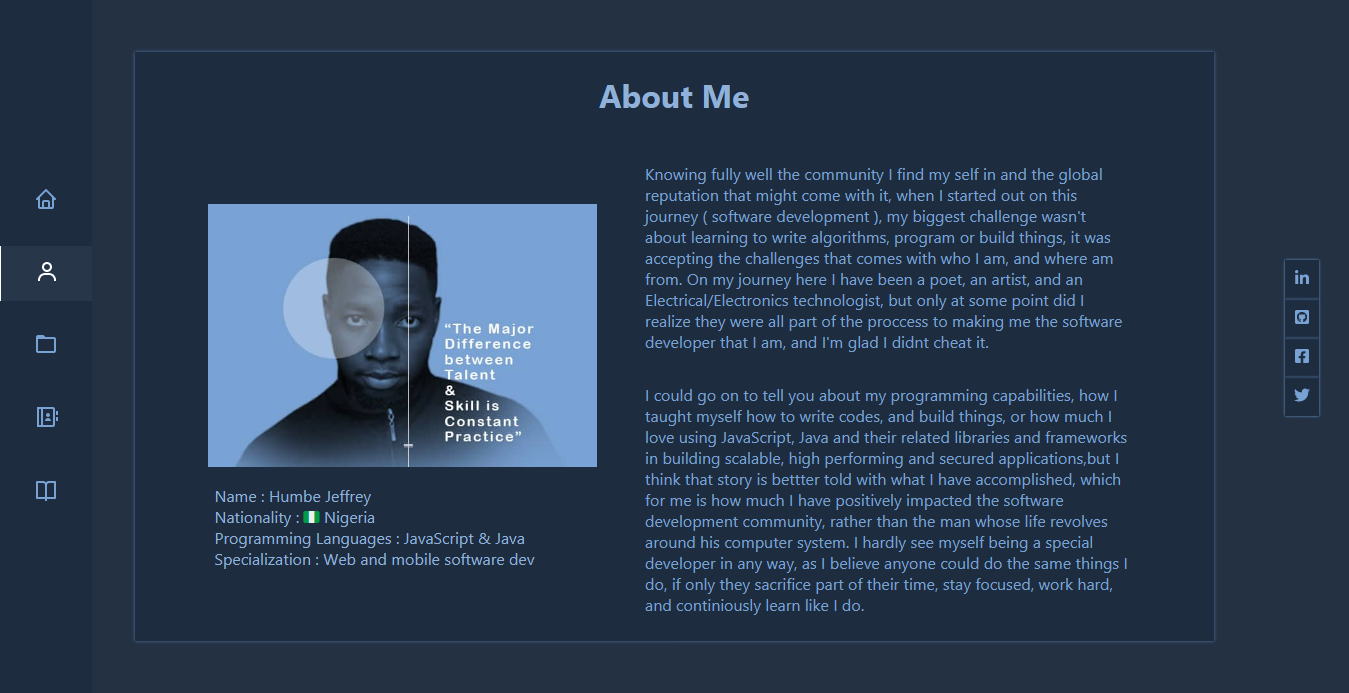 About Me
“The Major
Difference
between
Talent
&
Skill is
Constant
Practice”
Name : Humbe Jeffrey
Nationality : 🇳🇬 Nigeria
Programming Languages : JavaScript & Java
Specialization : Web and mobile software dev
Knowing fully well the community I find my self in and the global
reputation that might come with it, when I started out on this
journey ( software development ), my biggest challenge wasn't
about learning to write algorithms, program or build things, it was
accepting the challenges that comes with who I am, and where am
from. On my journey here I have been a poet, an artist, and an
Electrical/Electronics technologist, but only at some point did I
realize they were all part of the proccess to making me the software
developer that I am, and I'm glad I didnt cheat it.
I could go on to tell you about my programming capabilities, how I
taught myself how to write codes, and build things, or how much I
love using JavaScript, Java and their related libraries and frameworks
in building scalable, high performing and secured applications,but I
think that story is bettter told with what I have accomplished, which
for me is how much I have positively impacted the software
development community, rather than the man whose life revolves
around his computer system. I hardly see myself being a special
developer in any way, as I believe anyone could do the same things I
do, if only they sacrifice part of their time, stay focused, work hard,
and continiously learn like I do.
in